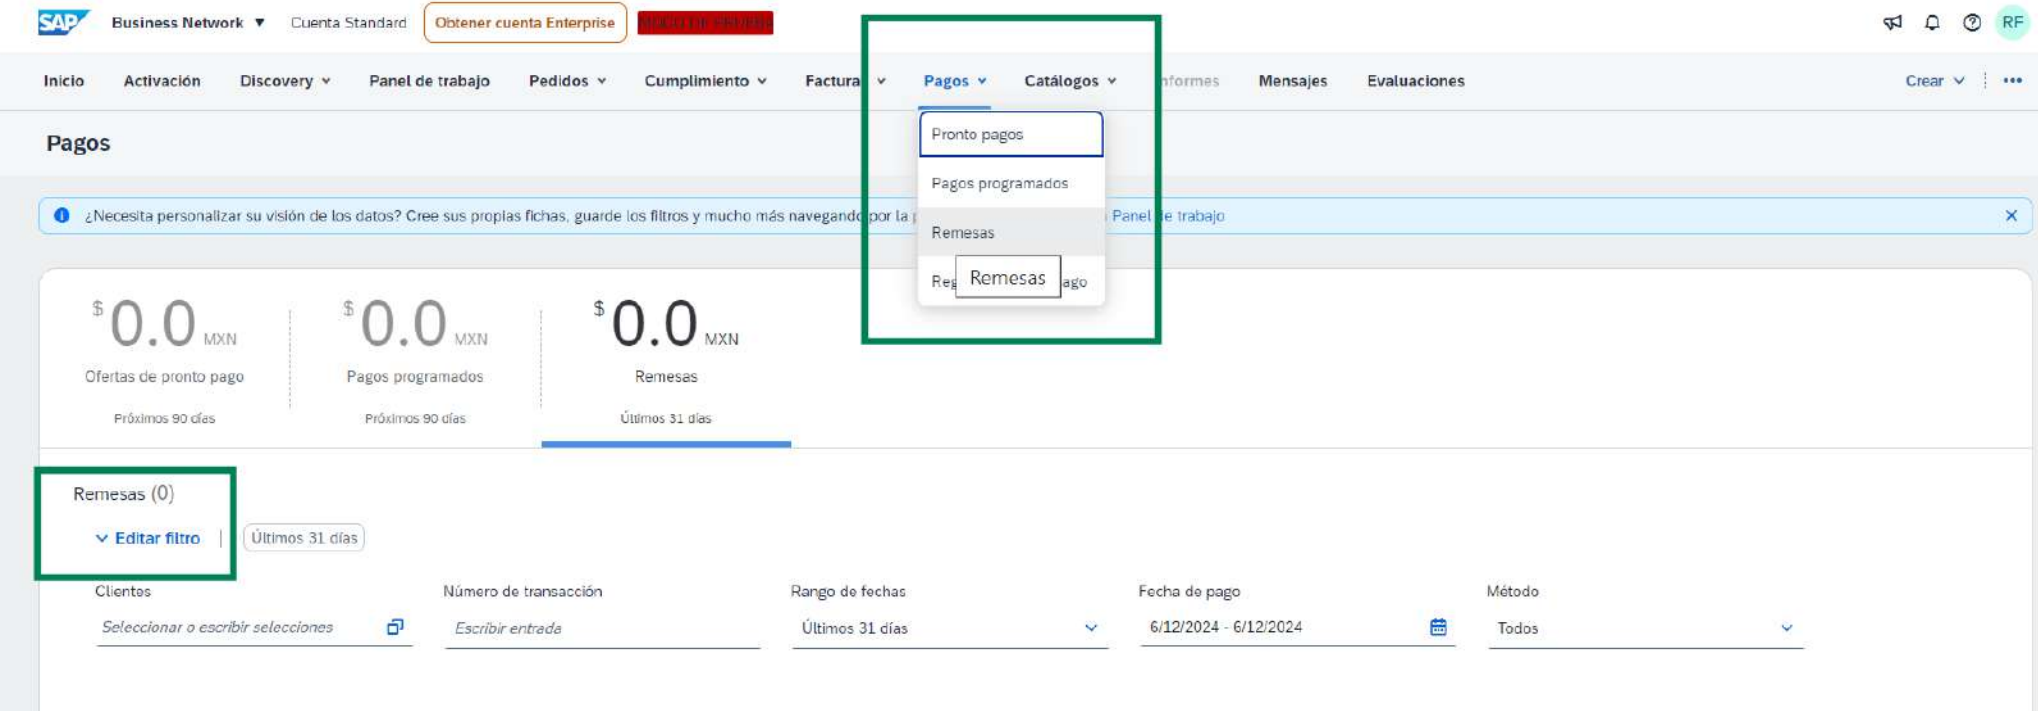 SAP Business Network ▼ Cuenta Standard Obtener cuenta Enterprise MODO DE PRUEBA RF
Inicio Activación Discovery Panel de trabajo Pedidos Cumplimiento Factura Pagos Catálogos nformes Mensajes Evaluaciones Crear
Pagos
Pronto pagos
Pagos programados
Remesas
Reg Remesas ago
¿Necesita personalizar su visión de los datos? Cree sus propias fichas, guarde los filtros y mucho más navegando por la Panel de trabajo
$ 0.0 MXN
Ofertas de pronto pago
Próximos 90 días
$ 0.0 MXN
Pagos programados
Próximos 90 días
$ 0.0 MXN
Remesas
Últimos 31 días
Remesas (0)
Editar filtro | Últimos 31 días
Clientes Número de transacción Rango de fechas Fecha de pago Método
Seleccionar o escribir selecciones Escribir entrada Últimos 31 días 6/12/2024 - 6/12/2024 Todos